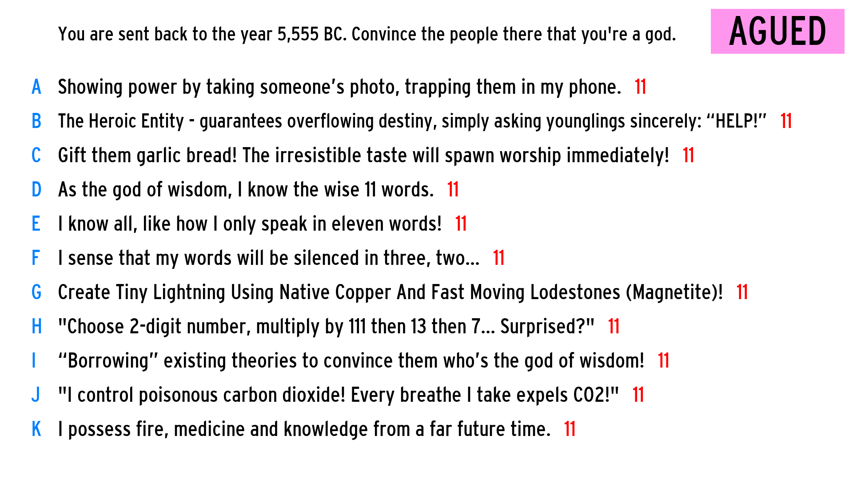 You are sent back to the year 5,555 BC. Convince the people there that you're a god.
AGUED
A Showing power by taking someone’s photo, trapping them in my phone. 11
B The Heroic Entity - guarantees overflowing destiny, simply asking younglings sincerely: “HELP!” 11
C Gift them garlic bread! The irresistible taste will spawn worship immediately! 11
D As the god of wisdom, I know the wise 11 words. 11
E I know all, like how I only speak in eleven words! 11
F I sense that my words will be silenced in three, two... 11
G Create Tiny Lightning Using Native Copper And Fast Moving Lodestones (Magnetite)! 11
H "Choose 2-digit number, multiply by 111 then 13 then 7... Surprised?" 11
I “Borrowing” existing theories to convince them who’s the god of wisdom! 11
J "I control poisonous carbon dioxide! Every breathe I take expels CO2!" 11
K I possess fire, medicine and knowledge from a far future time. 11